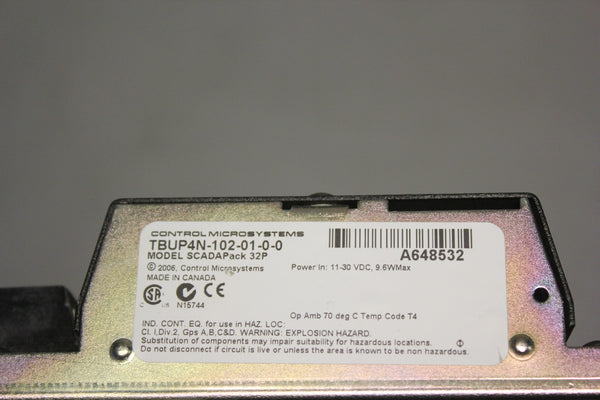 CONTROL MICROSYSTEMS
TBUP4N-102-01-0-0
MODEL SCADAPack 32P
© 2006, Control Microsystems
MADE IN CANADA
Power In: 11-30 VDC, 9.6WMax
A648532
N15744
Op Amb 70 deg C Temp Code T4
IND. CONT. EQ. for use in HAZ. LOC:
Cl. I,Div.2, Gps A,B,C&D. WARNING: EXPLOSION HAZARD.
Substitution of components may impair suitability for hazardous locations.
Do not disconnect if circuit is live or unless the area is known to be non hazardous.